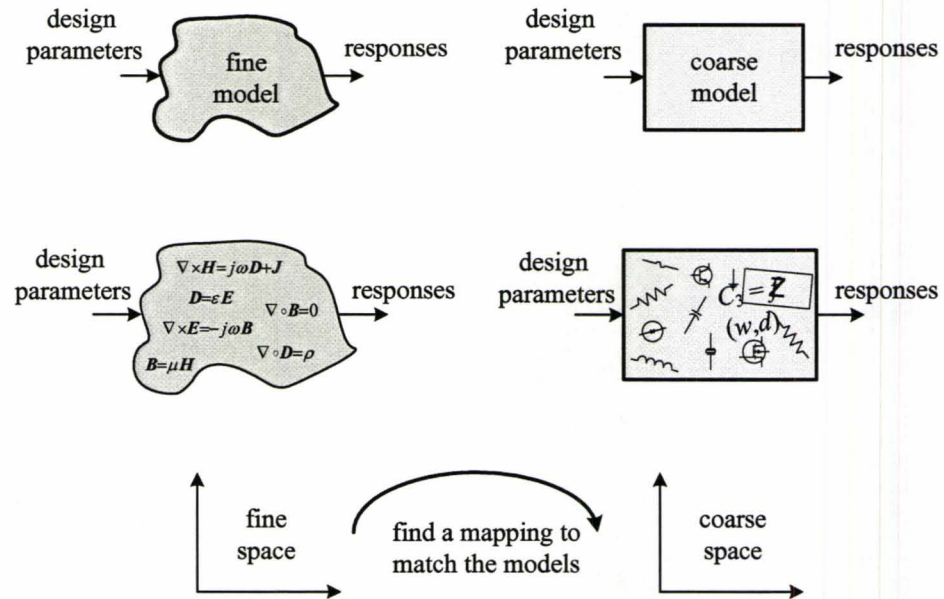 design
parameters
fine
model
responses
design
parameters
coarse
model
responses
design
parameters
∇×H=jωD+J
D=εE
∇∘B=0
∇×E=-jωB
∇∘D=ρ
B=μH
responses
design
parameters
(w,d)
responses
fine
space
find a mapping to
match the models
coarse
space